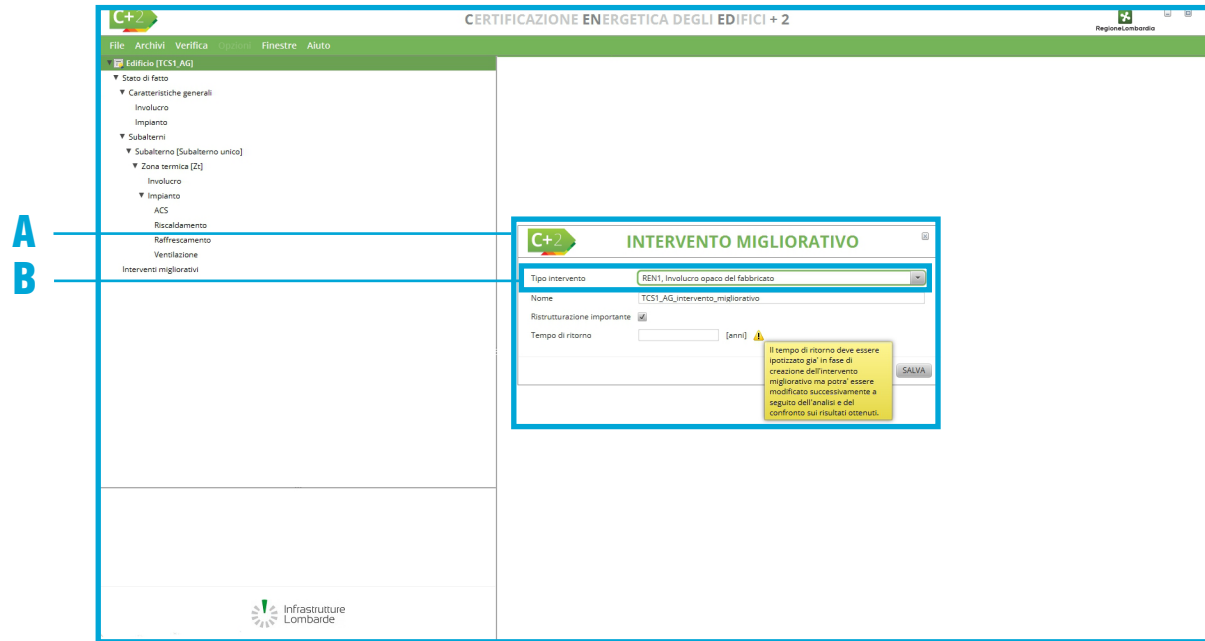 C+2
CERTIFICAZIONE ENERGETICA DEGLI EDIFICI + 2
RegioneLombardia
File Archivi Verifica Opzioni Finestre Aiuto
Edificio [TCS1_AG]
Stato di fatto
Caratteristiche generali
Involucro
Impianto
Subalterni
Subalterno [Subalterno unico]
Zona termica [Zt]
Involucro
Impianto
ACS
Riscaldamento
Raffrescamento
Ventilazione
Interventi migliorativi
A
B
C+2
INTERVENTO MIGLIORATIVO
Tipo intervento REN1, Involucro opaco del fabbricato
Nome TCS1_AG_intervento_migliorativo
Ristrutturazione importante
Tempo di ritorno [anni]
Il tempo di ritorno deve essere
ipotizzato gia' in fase di
creazione dell'intervento
migliorativo ma potra' essere
modificato successivamente a
seguito dell'analisi e del
confronto sui risultati ottenuti.
SALVA
Infrastrutture
Lombarde